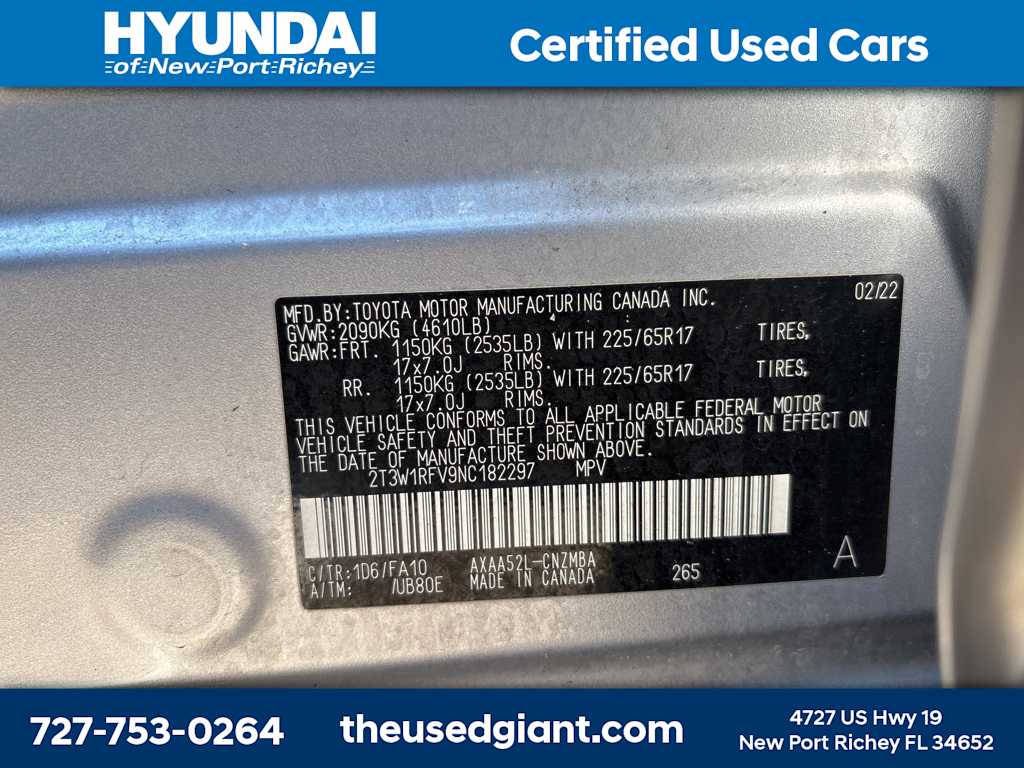 HYUNDAI
of New Port Richey
Certified Used Cars
MFD.BY:TOYOTA MOTOR MANUFACTURING CANADA INC. 02/22
GVWR:2090KG (4610LB)
GAWR:FRT. 1150KG (2535LB) WITH 225/65R17 TIRES,
17x7.0J RIMS.
RR. 1150KG (2535LB) WITH 225/65R17 TIRES,
17x7.0J RIMS.
THIS VEHICLE CONFORMS TO ALL APPLICABLE FEDERAL MOTOR
VEHICLE SAFETY AND THEFT PREVENTION STANDARDS IN EFFECT ON
THE DATE OF MANUFACTURE SHOWN ABOVE.
2T3W1RFV9NC182297 MPV
C/TR:1D6/FA10 AXAA52L-CNZMBA A
A/TM: /UB80E MADE IN CANADA 265
727-753-0264
theusedgiant.com
4727 US Hwy 19
New Port Richey FL 34652